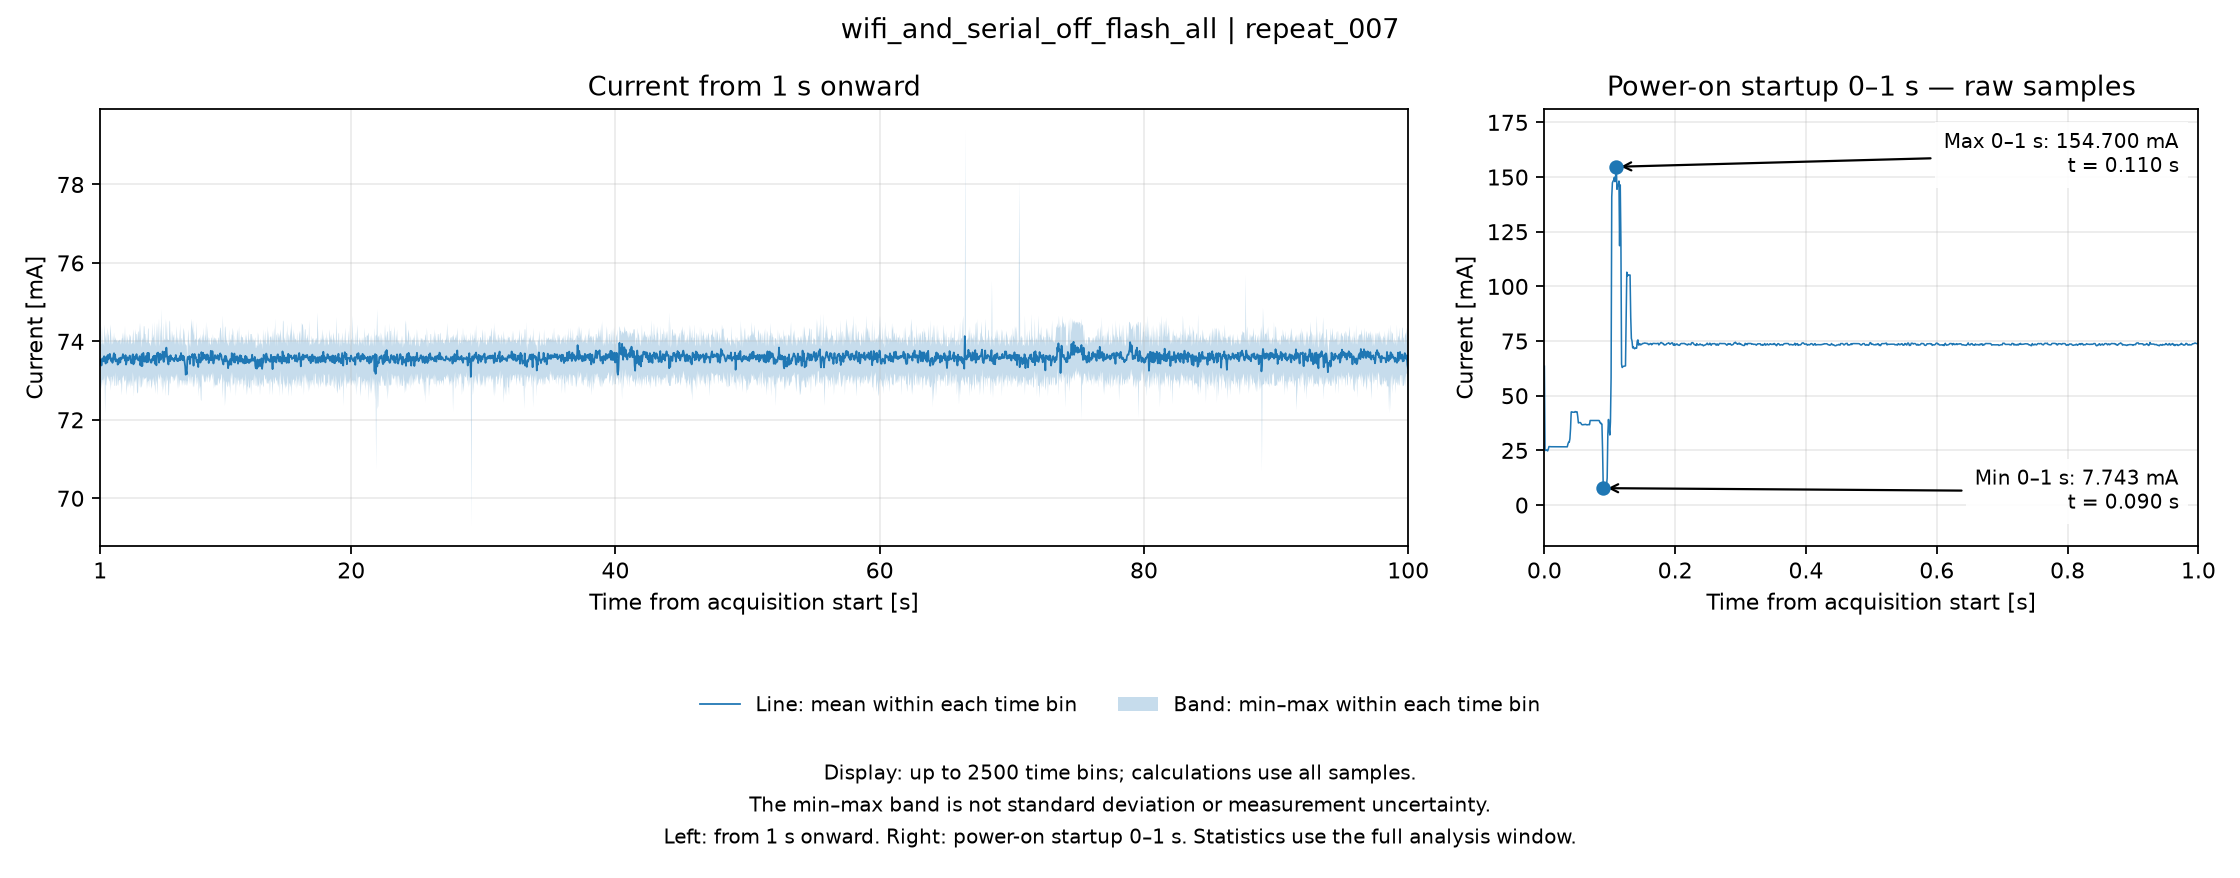 wifi_and_serial_off_flash_all | repeat_007
Current from 1 s onward
Current [mA]
78
76
74
72
70
1
20
40
60
80
100
Time from acquisition start [s]
Power-on startup 0–1 s — raw samples
Current [mA]
175
150
125
100
75
50
25
0
Max 0–1 s: 154.700 mA
t = 0.110 s
Min 0–1 s: 7.743 mA
t = 0.090 s
0.0
0.2
0.4
0.6
0.8
1.0
Time from acquisition start [s]
Line: mean within each time bin
Band: min–max within each time bin
Display: up to 2500 time bins; calculations use all samples.
The min–max band is not standard deviation or measurement uncertainty.
Left: from 1 s onward. Right: power-on startup 0–1 s. Statistics use the full analysis window.